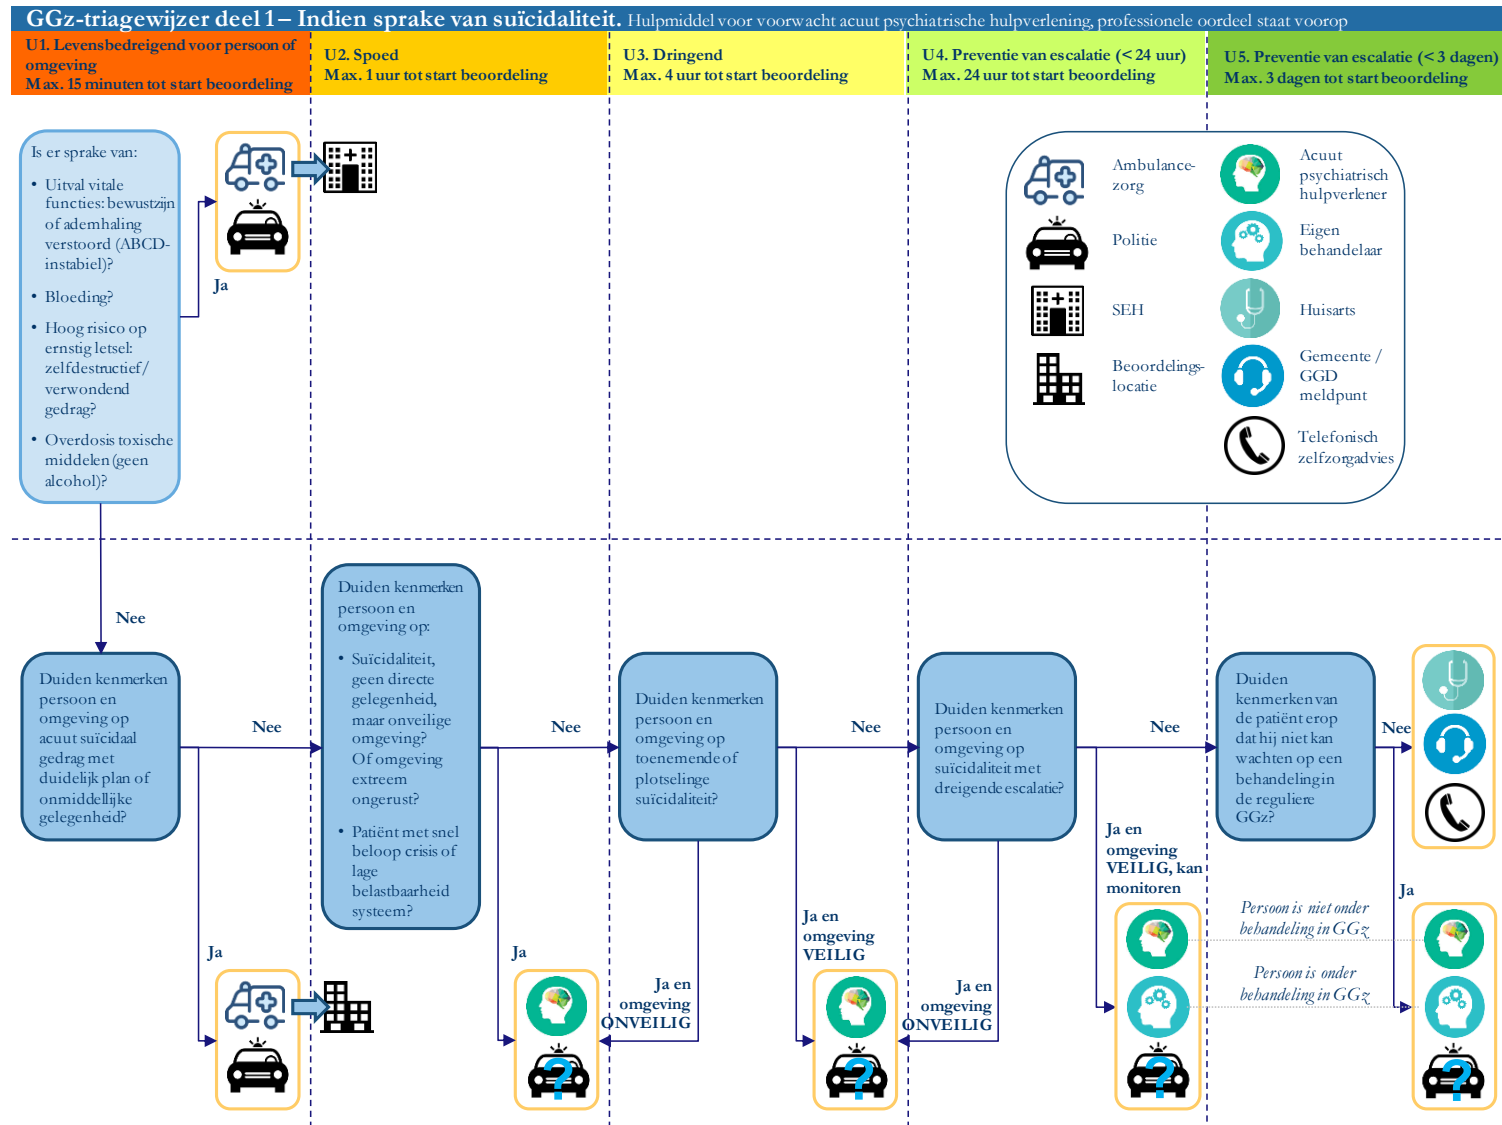 GGz-triagewijzer deel 1 – Indien sprake van suïcidaliteit. Hulpmiddel voor voorwacht acuut psychiatrische hulpverlening, professionele oordeel staat voorop
U1. Levensbedreigend voor persoon of
omgeving
Max. 15 minuten tot start beoordeling
U2. Spoed
Max. 1 uur tot start beoordeling
U3. Dringend
Max. 4 uur tot start beoordeling
U4. Preventie van escalatie (< 24 uur)
Max. 24 uur tot start beoordeling
U5. Preventie van escalatie (< 3 dagen)
Max. 3 dagen tot start beoordeling
Is er sprake van:
• Uitval vitale
functies: bewustzijn
of ademhaling
verstoord (ABCD-
instabiel)?
• Bloeding?
• Hoog risico op
ernstig letsel:
zelfdestructief/
verwondend
gedrag?
• Overdosis toxische
middelen (geen
alcohol)?
Ja
Ambulance-
zorg
Politie
SEH
Beoordelings-
locatie
Acuut
psychiatrisch
hulpverlener
Eigen
behandelaar
Huisarts
Gemeente /
GGD
meldpunt
Telefonisch
zelfzorgadvies
Nee
Duiden kenmerken
persoon en
omgeving op
acuut suïcidaal
gedrag met
duidelijk plan of
onmiddellijke
gelegenheid?
Nee
Ja
Duiden kenmerken
persoon en
omgeving op:
• Suïcidaliteit,
geen directe
gelegenheid,
maar onveilige
omgeving?
Of omgeving
extreem
ongerust?
• Patiënt met snel
beloop crisis of
lage
belastbaarheid
systeem?
Nee
Ja
Duiden kenmerken
persoon en
omgeving op
toenemende of
plotselinge
suïcidaliteit?
Nee
Ja en
omgeving
ONVEILIG
Ja en
omgeving
VEILIG
Duiden kenmerken
persoon en
omgeving op
suïcidaliteit met
dreigende escalatie?
Nee
Ja en
omgeving
ONVEILIG
Ja en
omgeving
VEILIG, kan
monitoren
Duiden
kenmerken van
de patiënt erop
dat hij niet kan
wachten op een
behandeling in
de reguliere
GGz?
Nee
Ja
Persoon is niet onder
behandeling in GGz
Persoon is onder
behandeling in GGz
?
?
?
?